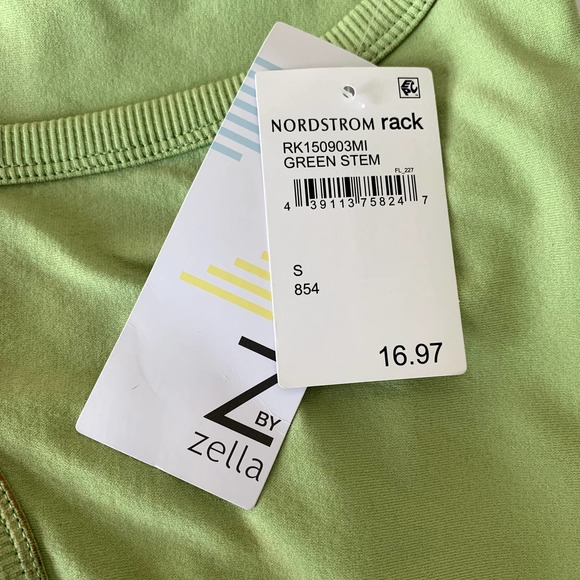 NORDSTROM rack
RK150903MI
GREEN STEM
FL_227
4 39113 75824 7
S
854
16.97
Z BY
zella